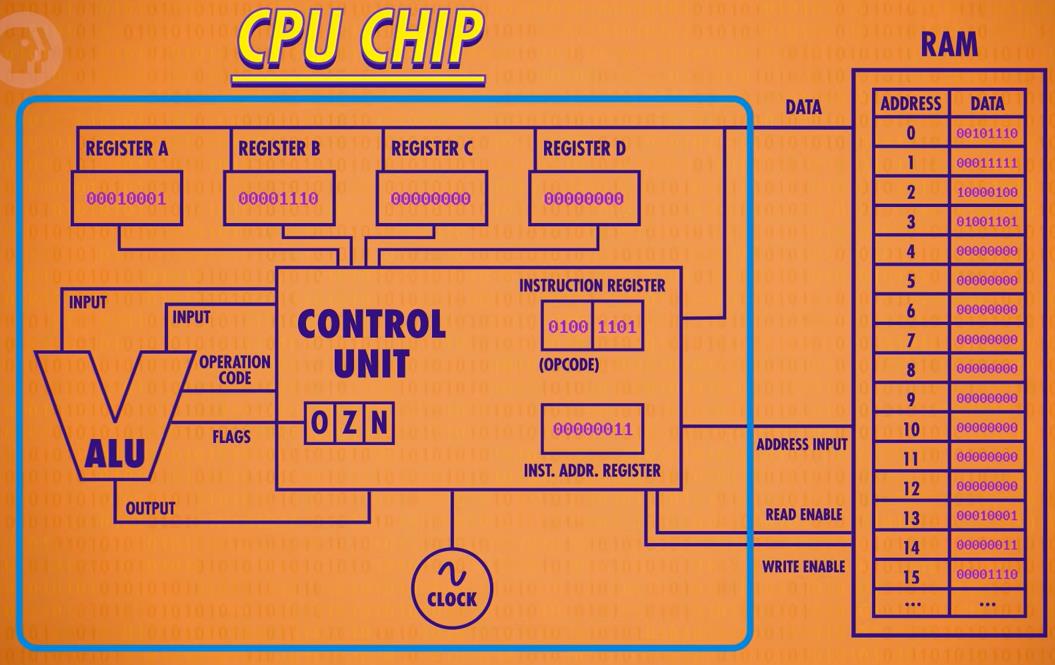 CPU CHIP
RAM
DATA
ADDRESS DATA
0 00101110
1 00011111
2 10000100
3 01001101
4 00000000
5 00000000
6 00000000
7 00000000
8 00000000
9 00000000
10 00000000
11 00000000
12 00000000
13 00010001
14 00000011
15 00001110
... ...
REGISTER A REGISTER B REGISTER C REGISTER D
00010001 00001110 00000000 00000000
INPUT
INPUT
CONTROL
UNIT
INSTRUCTION REGISTER
0100 1101
(OPCODE)
OPERATION
CODE
FLAGS
O Z N
ALU
OUTPUT
00000011
INST. ADDR. REGISTER
ADDRESS INPUT
READ ENABLE
WRITE ENABLE
CLOCK